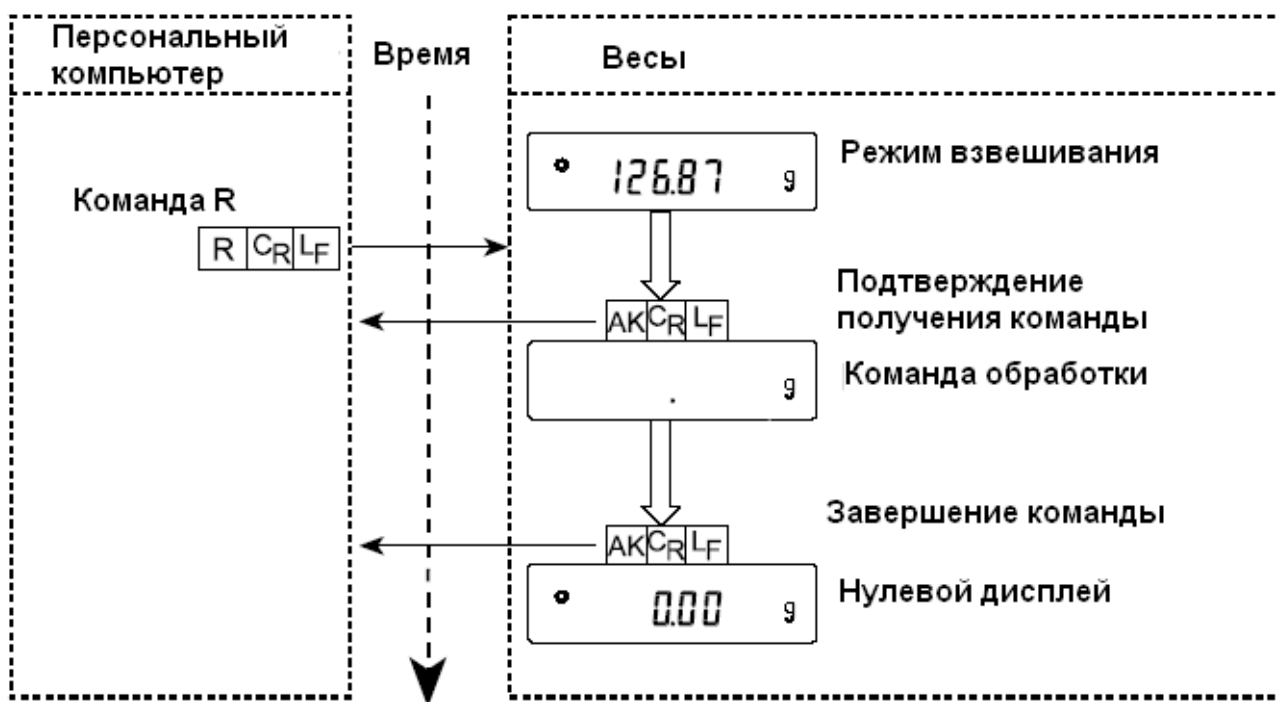 Персональный
компьютер
Время
Весы
126.87 g
Режим взвешивания
Команда R
R CR LF
Подтверждение
получения команды
AK CR LF
. g
Команда обработки
Завершение команды
AK CR LF
0.00 g
Нулевой дисплей